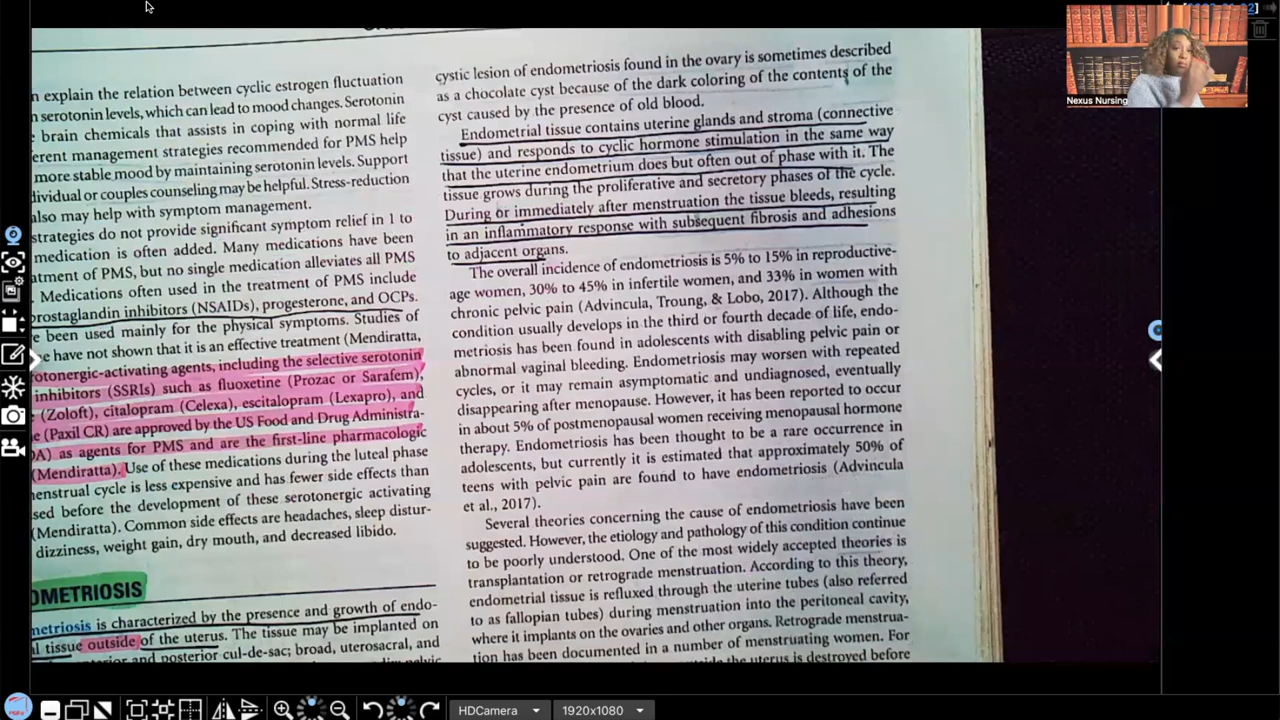 n explain the relation between cyclic estrogen fluctuation
n serotonin levels, which can lead to mood changes. Serotonin
e brain chemicals that assists in coping with normal life
erent management strategies recommended for PMS help
more stable mood by maintaining serotonin levels. Support
dividual or couples counseling may be helpful. Stress-reduction
also may help with symptom management.
strategies do not provide significant symptom relief in 1 to
medication is often added. Many medications have been
atment of PMS, but no single medication alleviates all PMS
. Medications often used in the treatment of PMS include
prostaglandin inhibitors (NSAIDs), progesterone, and OCPs.
ve been used mainly for the physical symptoms. Studies of
e have not shown that it is an effective treatment (Mendiratta,
rotonergic-activating agents, including the selective serotonin
inhibitors (SSRIs) such as fluoxetine (Prozac or Sarafem),
(Zoloft), citalopram (Celexa), escitalopram (Lexapro), and
e (Paxil CR) are approved by the US Food and Drug Administra-
DA) as agents for PMS and are the first-line pharmacologic
(Mendiratta). Use of these medications during the luteal phase
menstrual cycle is less expensive and has fewer side effects than
sed before the development of these serotonergic activating
(Mendiratta). Common side effects are headaches, sleep distur-
dizziness, weight gain, dry mouth, and decreased libido.
OMETRIOSIS
metriosis is characterized by the presence and growth of endo-
al tissue outside of the uterus. The tissue may be implanted on
and posterior cul-de-sac; broad, uterosacral, and
cystic lesion of endometriosis found in the ovary is sometimes described
as a chocolate cyst because of the dark coloring of the contents of the
cyst caused by the presence of old blood.
Endometrial tissue contains uterine glands and stroma (connective
tissue) and responds to cyclic hormone stimulation in the same way
that the uterine endometrium does but often out of phase with it. The
tissue grows during the proliferative and secretory phases of the cycle.
During or immediately after menstruation the tissue bleeds, resulting
in an inflammatory response with subsequent fibrosis and adhesions
to adjacent organs.
The overall incidence of endometriosis is 5% to 15% in reproductive-
age women, 30% to 45% in infertile women, and 33% in women with
chronic pelvic pain (Advincula, Troung, & Lobo, 2017). Although the
condition usually develops in the third or fourth decade of life, endo-
metriosis has been found in adolescents with disabling pelvic pain or
abnormal vaginal bleeding. Endometriosis may worsen with repeated
cycles, or it may remain asymptomatic and undiagnosed, eventually
disappearing after menopause. However, it has been reported to occur
in about 5% of postmenopausal women receiving menopausal hormone
therapy. Endometriosis has been thought to be a rare occurrence in
adolescents, but currently it is estimated that approximately 50% of
teens with pelvic pain are found to have endometriosis (Advincula
et al., 2017).
Several theories concerning the cause of endometriosis have been
suggested. However, the etiology and pathology of this condition continue
to be poorly understood. One of the most widely accepted theories is
transplantation or retrograde menstruation. According to this theory,
endometrial tissue is refluxed through the uterine tubes (also referred
to as fallopian tubes) during menstruation into the peritoneal cavity,
where it implants on the ovaries and other organs. Retrograde menstrua-
tion has been documented in a number of menstruating women. For
the uterus is destroyed before
Nexus Nursing
HDCamera
1920x1080